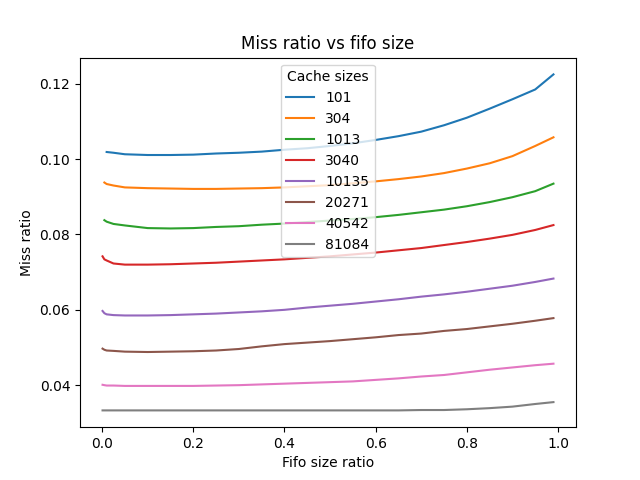 Miss ratio vs fifo size
Cache sizes
101
304
1013
3040
10135
20271
40542
81084
0.12
0.10
0.08
0.06
0.04
Miss ratio
0.0 0.2 0.4 0.6 0.8 1.0
Fifo size ratio